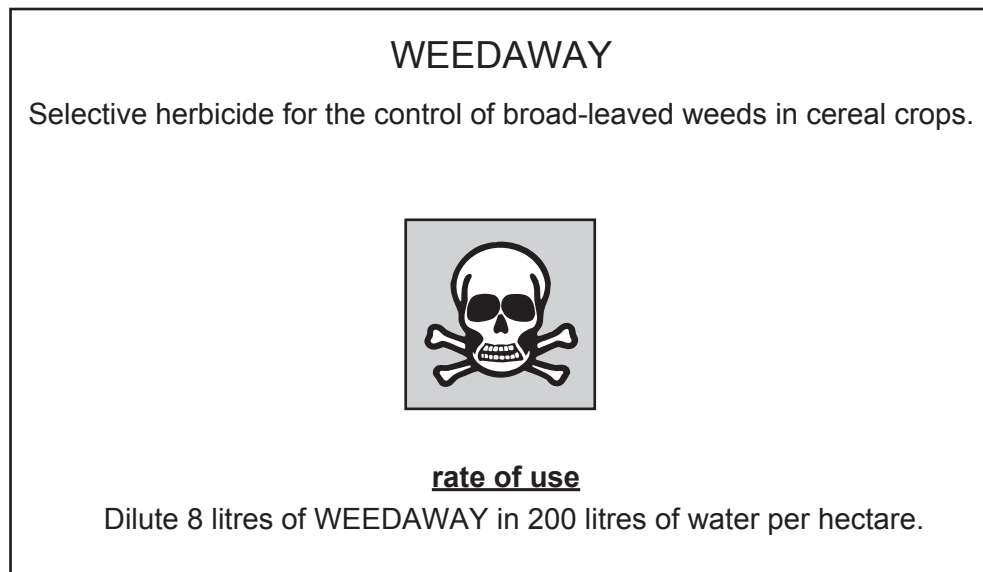 WEEDAWAY
Selective herbicide for the control of broad-leaved weeds in cereal crops.
rate of use
Dilute 8 litres of WEEDAWAY in 200 litres of water per hectare.